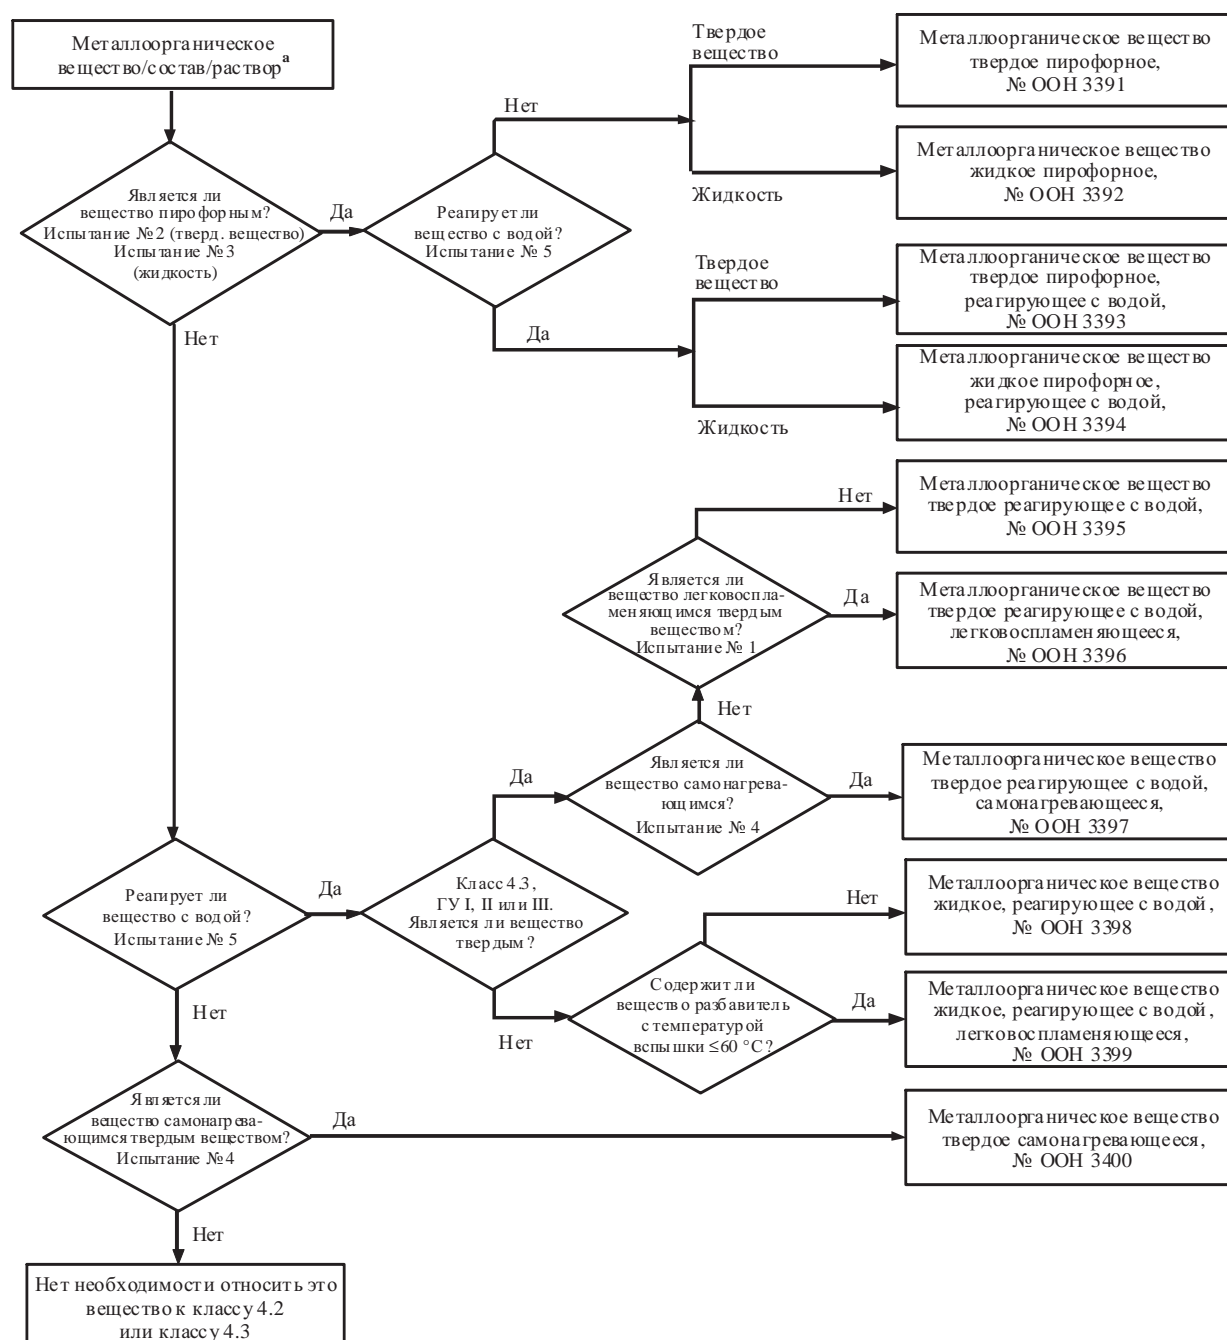 Металлоорганическое
вещество/состав/раствор а
Является ли
вещество пирофорным?
Испытание № 2 (тверд. вещество)
Испытание № 3
(жидкость)
Да
Нет
Реагирует ли
вещество с водой?
Испытание № 5
Нет
Да
Твердое
вещество
Жидкость
Металлоорганическое вещество
твердое пирофорное,
№ ООН 3391
Металлоорганическое вещество
жидкое пирофорное,
№ ООН 3392
Твердое
вещество
Жидкость
Металлоорганическое вещество
твердое пирофорное,
реагирующее с водой,
№ ООН 3393
Металлоорганическое вещество
жидкое пирофорное,
реагирующее с водой,
№ ООН 3394
Нет
Металлоорганическое вещество
твердое реагирующее с водой,
№ ООН 3395
Является ли
вещество легковоспла-
меняющимся твердым
веществом?
Испытание № 1
Да
Металлоорганическое вещество
твердое реагирующее с водой,
легковоспламеняющееся,
№ ООН 3396
Нет
Является ли
вещество самонагрева-
ющимся?
Испытание № 4
Да
Да
Металлоорганическое вещество
твердое реагирующее с водой,
самонагревающееся,
№ ООН 3397
Реагирует ли
вещество с водой?
Испытание № 5
Да
Класс 4.3,
ГУ I, II или III.
Является ли вещество
твердым?
Нет
Металлоорганическое вещество
жидкое, реагирующее с водой,
№ ООН 3398
Содержит ли
вещество разбавитель
с температурой
вспышки ≤60 °C?
Нет
Да
Металлоорганическое вещество
жидкое, реагирующее с водой,
легковоспламеняющееся,
№ ООН 3399
Нет
Является ли
вещество самонагрева-
ющимся твердым веществом?
Испытание № 4
Да
Металлоорганическое вещество
твердое самонагревающееся,
№ ООН 3400
Нет
Нет необходимости относить это
вещество к классу 4.2
или классу 4.3